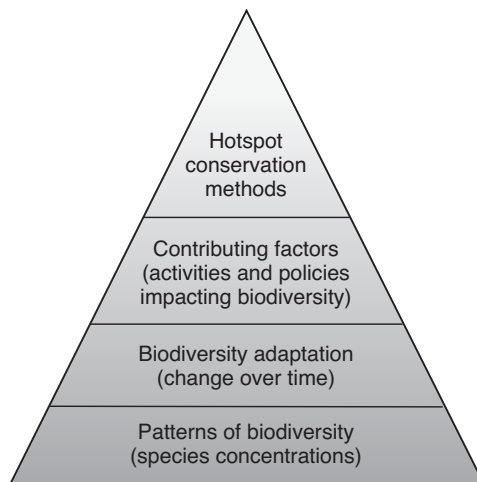 Hotspot
conservation
methods
Contributing factors
(activities and policies
impacting biodiversity)
Biodiversity adaptation
(change over time)
Patterns of biodiversity
(species concentrations)